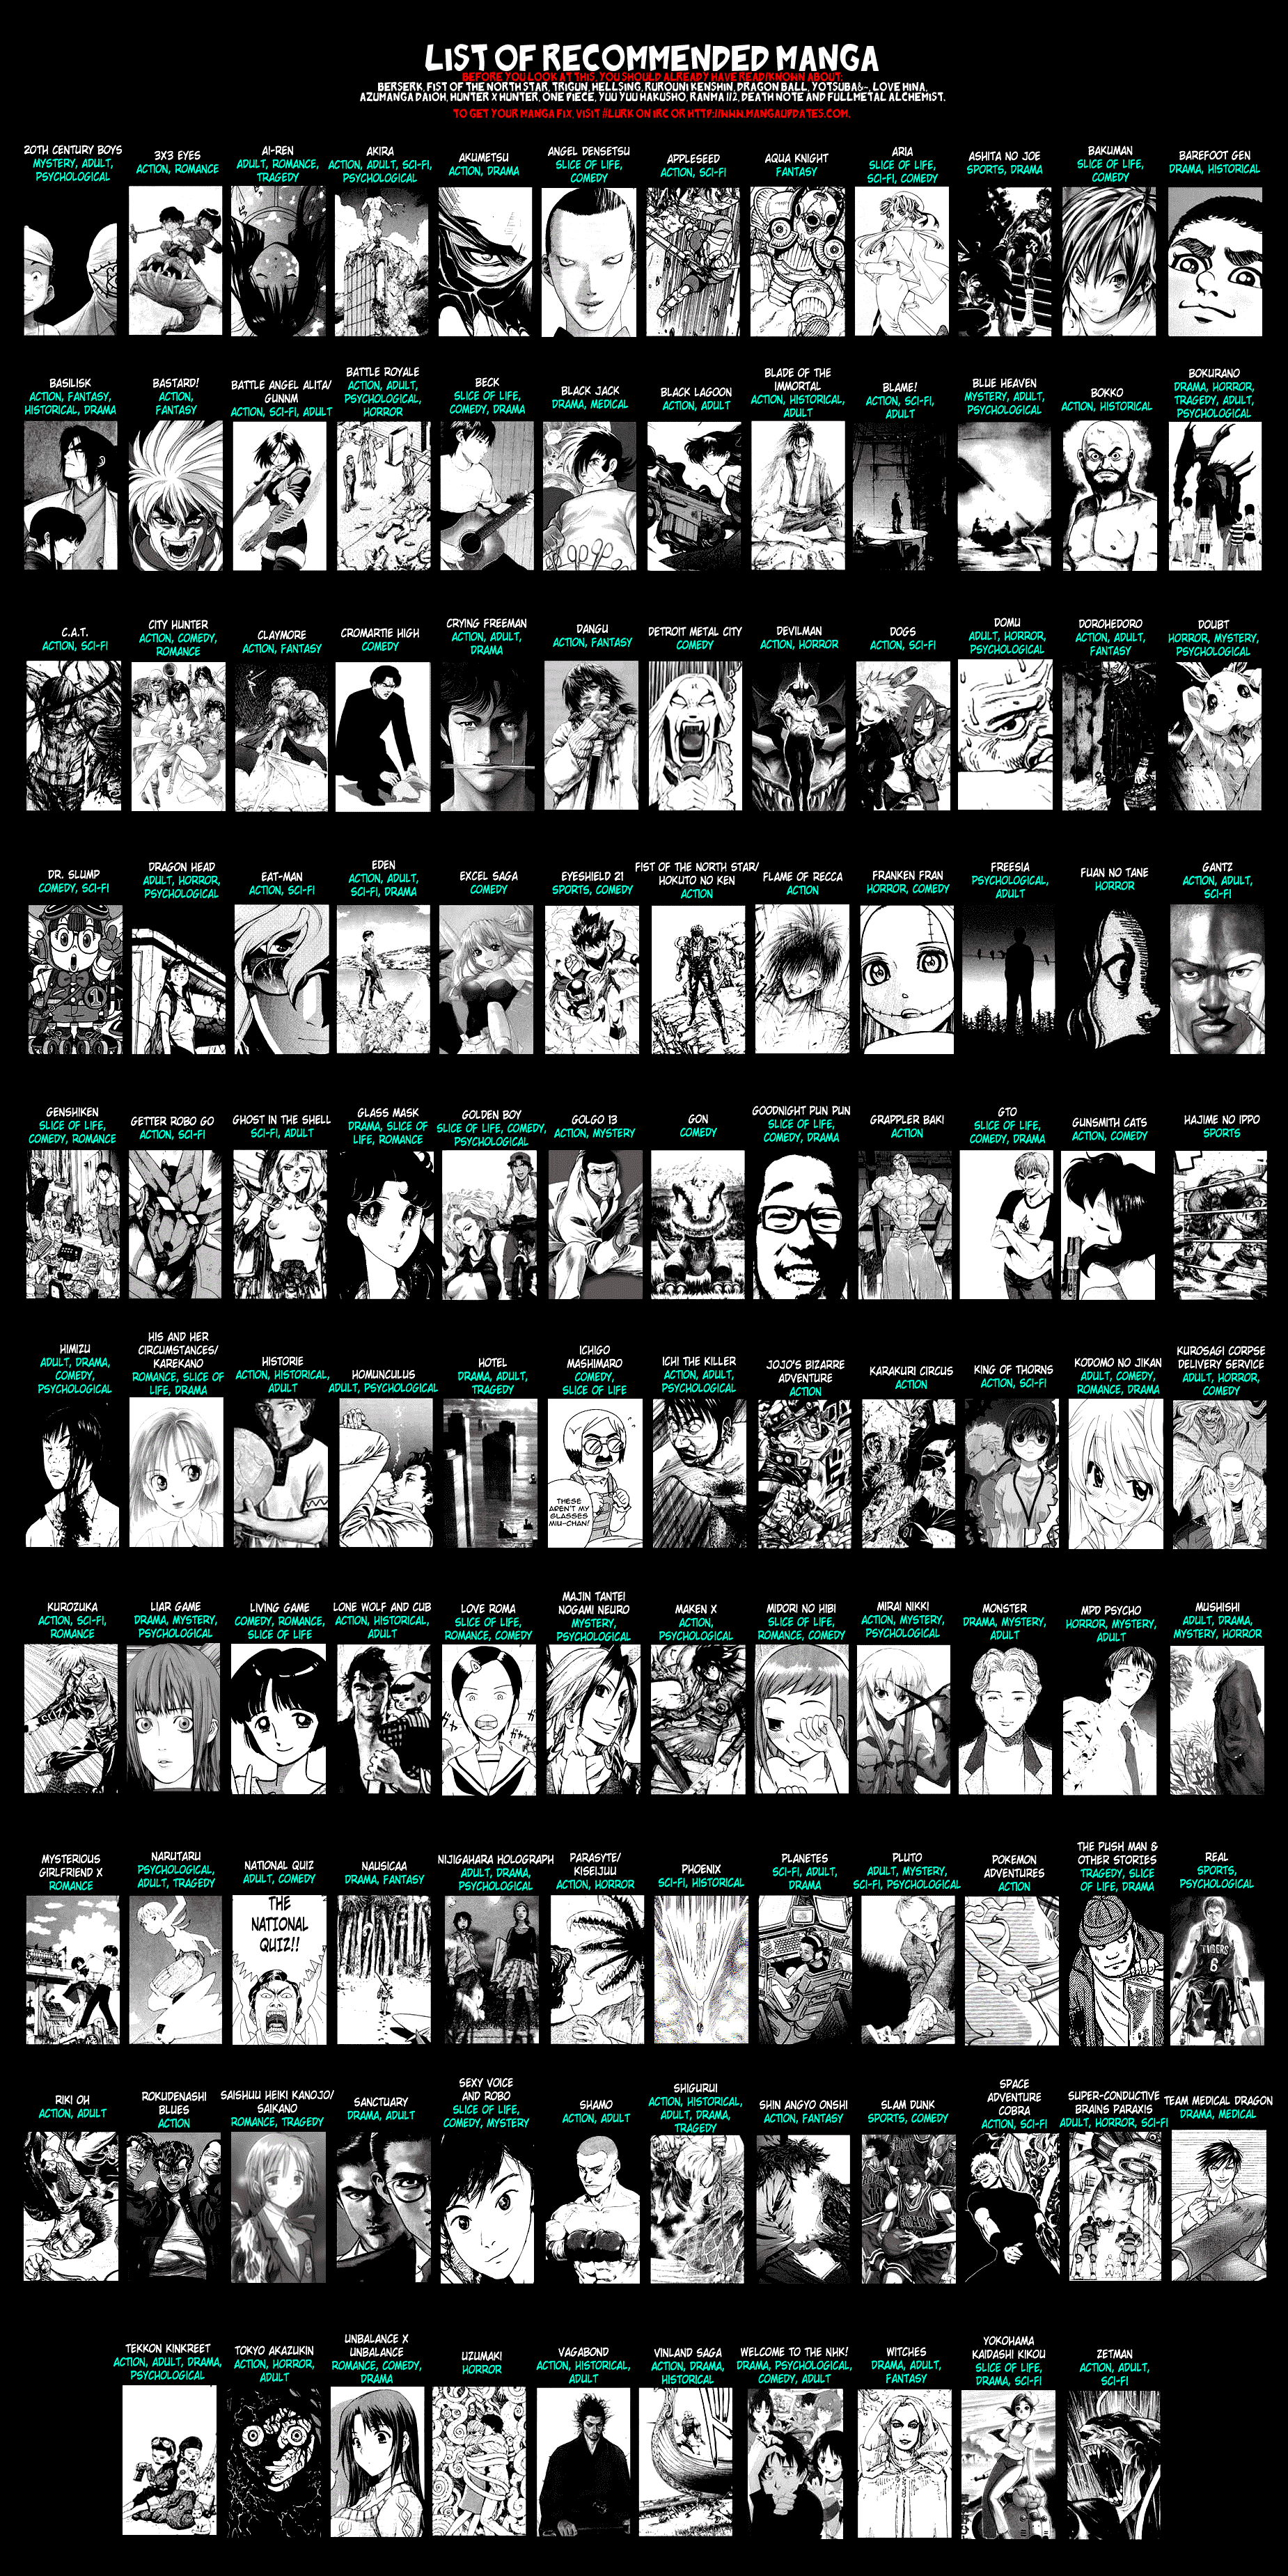 LIST OF RECOMMENDED MANGA
BEFORE YOU LOOK AT THIS, YOU SHOULD ALREADY HAVE READ/KNOWN ABOUT:
BERSERK, FIST OF THE NORTH STAR, TRIGUN, HELLSING, RUROUNI KENSHIN, DRAGON BALL, YOTSUBA&~, LOVE HINA,
AZUMANGA DAIOH, HUNTER X HUNTER, ONE PIECE, YUU YUU HAKUSHO, RANMA 1/2, DEATH NOTE AND FULLMETAL ALCHEMIST.
TO GET YOUR MANGA FIX, VISIT #LURK ON IRC OR HTTP://WWW.MANGAUPDATES.COM.
20TH CENTURY BOYS
MYSTERY, ADULT,
PSYCHOLOGICAL
3X3 EYES
ACTION, ROMANCE
AI-REN
ADULT, ROMANCE,
TRAGEDY
AKIRA
ACTION, ADULT, SCI-FI,
PSYCHOLOGICAL
AKUMETSU
ACTION, DRAMA
ANGEL DENSETSU
SLICE OF LIFE,
COMEDY
APPLESEED
ACTION, SCI-FI
AQUA KNIGHT
FANTASY
ARIA
SLICE OF LIFE,
SCI-FI, COMEDY
ASHITA NO JOE
SPORTS, DRAMA
BAKUMAN
SLICE OF LIFE,
COMEDY
BAREFOOT GEN
DRAMA, HISTORICAL
BASILISK
ACTION, FANTASY,
HISTORICAL, DRAMA
BASTARD!
ACTION,
FANTASY
BATTLE ANGEL ALITA/
GUNNM
ACTION, SCI-FI, ADULT
BATTLE ROYALE
ACTION, ADULT,
PSYCHOLOGICAL,
HORROR
BECK
SLICE OF LIFE,
COMEDY, DRAMA
BLACK JACK
DRAMA, MEDICAL
BLACK LAGOON
ACTION, ADULT
BLADE OF THE
IMMORTAL
ACTION, HISTORICAL,
ADULT
BLAME!
ACTION, SCI-FI,
ADULT
BLUE HEAVEN
MYSTERY, ADULT,
PSYCHOLOGICAL
BOKKO
ACTION, HISTORICAL
BOKURANO
DRAMA, HORROR,
TRAGEDY, ADULT,
PSYCHOLOGICAL
C.A.T.
ACTION, SCI-FI
CITY HUNTER
ACTION, COMEDY,
ROMANCE
CLAYMORE
ACTION, FANTASY
CROMARTIE HIGH
COMEDY
CRYING FREEMAN
ACTION, ADULT,
DRAMA
DANGU
ACTION, FANTASY
DETROIT METAL CITY
COMEDY
DEVILMAN
ACTION, HORROR
DOGS
ACTION, SCI-FI
DOMU
ADULT, HORROR,
PSYCHOLOGICAL
DOROHEDORO
ACTION, ADULT,
FANTASY
DOUBT
HORROR, MYSTERY,
PSYCHOLOGICAL
DR. SLUMP
COMEDY, SCI-FI
DRAGON HEAD
ADULT, HORROR,
PSYCHOLOGICAL
EAT-MAN
ACTION, SCI-FI
EDEN
ACTION, ADULT,
SCI-FI, DRAMA
EXCEL SAGA
COMEDY
EYESHIELD 21
SPORTS, COMEDY
FIST OF THE NORTH STAR/
HOKUTO NO KEN
ACTION
FLAME OF RECCA
ACTION
FRANKEN FRAN
HORROR, COMEDY
FREESIA
PSYCHOLOGICAL,
ADULT
FUAN NO TANE
HORROR
GANTZ
ACTION, ADULT,
SCI-FI
GENSHIKEN
SLICE OF LIFE,
COMEDY, ROMANCE
GETTER ROBO GO
ACTION, SCI-FI
GHOST IN THE SHELL
SCI-FI, ADULT
GLASS MASK
DRAMA, SLICE OF
LIFE, ROMANCE
GOLDEN BOY
SLICE OF LIFE, COMEDY,
PSYCHOLOGICAL
GOLGO 13
ACTION, MYSTERY
GON
COMEDY
GOODNIGHT PUN PUN
SLICE OF LIFE,
COMEDY, DRAMA
GRAPPLER BAKI
ACTION
GTO
SLICE OF LIFE,
COMEDY, DRAMA
GUNSMITH CATS
ACTION, COMEDY
HAJIME NO IPPO
SPORTS
HIMIZU
ADULT, DRAMA,
COMEDY,
PSYCHOLOGICAL
HIS AND HER
CIRCUMSTANCES/
KAREKANO
ROMANCE, SLICE OF
LIFE, DRAMA
HISTORIE
ACTION, HISTORICAL,
ADULT
HOMUNCULUS
ADULT, PSYCHOLOGICAL
HOTEL
DRAMA, ADULT,
TRAGEDY
ICHIGO
MASHIMARO
COMEDY,
SLICE OF LIFE
THESE
AREN'T MY
GLASSES
MIU-CHAN!
ICHI THE KILLER
ACTION, ADULT,
PSYCHOLOGICAL
JOJO'S BIZARRE
ADVENTURE
ACTION
KARAKURI CIRCUS
ACTION
KING OF THORNS
ACTION, SCI-FI
KODOMO NO JIKAN
ADULT, COMEDY,
ROMANCE, DRAMA
KUROSAGI CORPSE
DELIVERY SERVICE
ADULT, HORROR,
COMEDY
KUROZUKA
ACTION, SCI-FI,
ROMANCE
LIAR GAME
DRAMA, MYSTERY,
PSYCHOLOGICAL
LIVING GAME
COMEDY, ROMANCE,
SLICE OF LIFE
LONE WOLF AND CUB
ACTION, HISTORICAL,
ADULT
LOVE ROMA
SLICE OF LIFE,
ROMANCE, COMEDY
MAJIN TANTEI
NOGAMI NEURO
MYSTERY,
PSYCHOLOGICAL
MAKEN X
ACTION,
PSYCHOLOGICAL
MIDORI NO HIBI
SLICE OF LIFE,
ROMANCE, COMEDY
MIRAI NIKKI
ACTION, MYSTERY,
PSYCHOLOGICAL
MONSTER
DRAMA, MYSTERY,
ADULT
MPD PSYCHO
HORROR, MYSTERY,
ADULT
MUSHISHI
ADULT, DRAMA,
MYSTERY, HORROR
MYSTERIOUS
GIRLFRIEND X
ROMANCE
NARUTARU
PSYCHOLOGICAL,
ADULT, TRAGEDY
NATIONAL QUIZ
ADULT, COMEDY
THE
NATIONAL
QUIZ!!
NAUSICAA
DRAMA, FANTASY
NIJIGAHARA HOLOGRAPH
ADULT, DRAMA,
PSYCHOLOGICAL
PARASYTE/
KISEIJUU
ACTION, HORROR
PHOENIX
SCI-FI, HISTORICAL
PLANETES
SCI-FI, ADULT,
DRAMA
PLUTO
ADULT, MYSTERY,
SCI-FI, PSYCHOLOGICAL
POKEMON
ADVENTURES
ACTION
THE PUSH MAN &
OTHER STORIES
TRAGEDY, SLICE
OF LIFE, DRAMA
REAL
SPORTS,
PSYCHOLOGICAL
TIGERS
6
RIKI OH
ACTION, ADULT
ROKUDENASHI
BLUES
ACTION
SAISHUU HEIKI KANOJO/
SAIKANO
ROMANCE, TRAGEDY
SANCTUARY
DRAMA, ADULT
SEXY VOICE
AND ROBO
SLICE OF LIFE,
COMEDY, MYSTERY
SHAMO
ACTION, ADULT
SHIGURUI
ACTION, HISTORICAL,
ADULT, DRAMA,
TRAGEDY
SHIN ANGYO ONSHI
ACTION, FANTASY
SLAM DUNK
SPORTS, COMEDY
SPACE
ADVENTURE
COBRA
ACTION, SCI-FI
SUPER-CONDUCTIVE
BRAINS PARAXIS
ADULT, HORROR, SCI-FI
TEAM MEDICAL DRAGON
DRAMA, MEDICAL
TEKKON KINKREET
ACTION, ADULT, DRAMA,
PSYCHOLOGICAL
TOKYO AKAZUKIN
ACTION, HORROR,
ADULT
UNBALANCE X
UNBALANCE
ROMANCE, COMEDY,
DRAMA
UZUMAKI
HORROR
VAGABOND
ACTION, HISTORICAL,
ADULT
VINLAND SAGA
ACTION, DRAMA,
HISTORICAL
WELCOME TO THE NHK!
DRAMA, PSYCHOLOGICAL,
COMEDY, ADULT
WITCHES
DRAMA, ADULT,
FANTASY
YOKOHAMA
KAIDASHI KIKOU
SLICE OF LIFE,
DRAMA, SCI-FI
ZETMAN
ACTION, ADULT,
SCI-FI